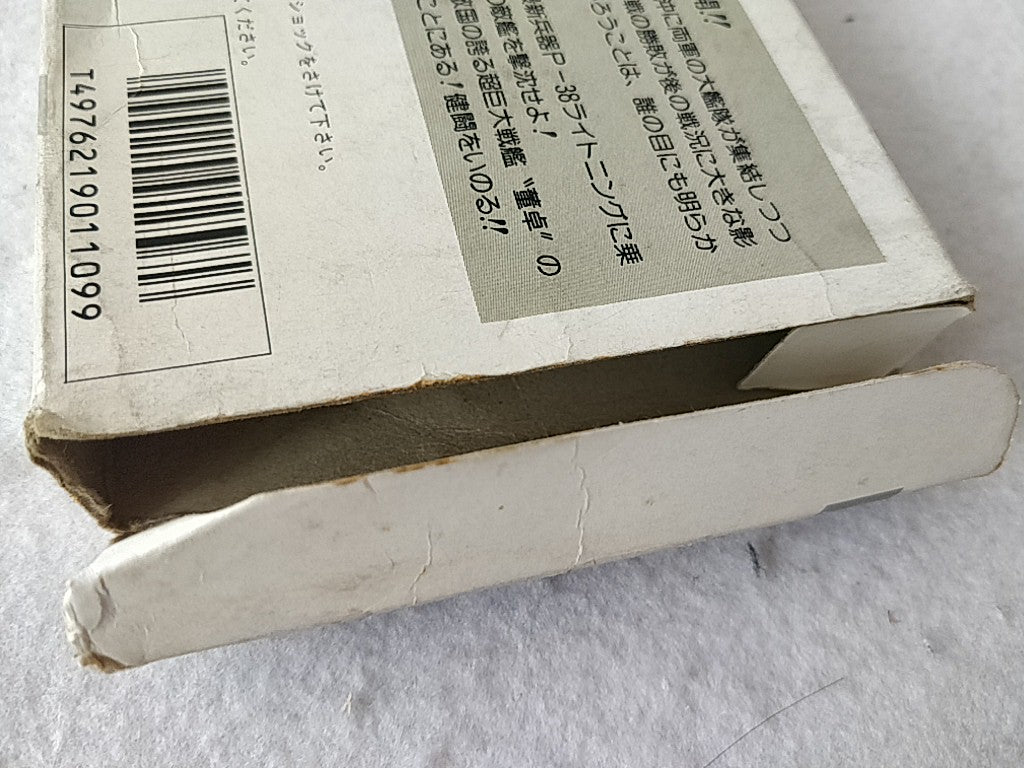 開!!
沖に両軍の大艦隊が集結しつつ
戦の勝敗が後の戦況に大きな影
ろうことは、誰の目にも明らか
新兵器P-38ライトニングに乗
の敵艦を撃沈せよ!
敵国の誇る超巨大戦艦〝董卓〟の
ことにある!健闘をいのる!!
ショックをさけて下さい。
ください。
T4976219011099